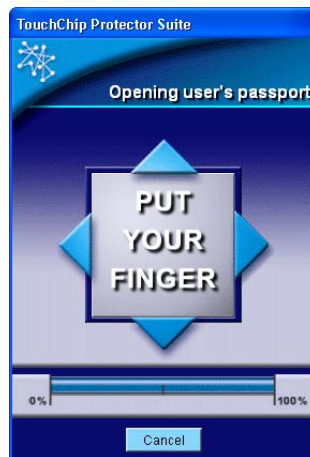 TouchChip Protector Suite
Opening user's passport
PUT
YOUR
FINGER
0%
100%
Cancel